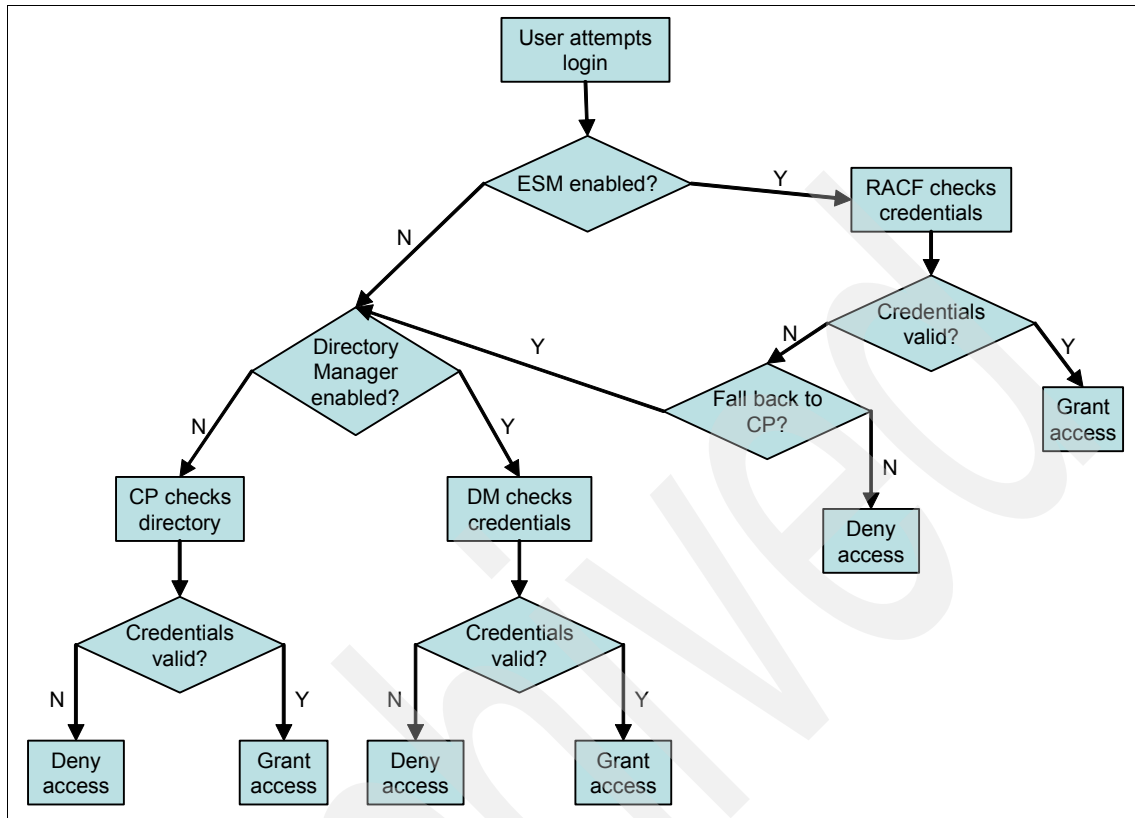 User attempts
login
ESM enabled?
Y
RACF checks
credentials
N
Credentials
valid?
N
Y
Y
Directory
Manager
enabled?
Fall back to
CP?
Grant
access
N
Y
N
CP checks
directory
DM checks
credentials
Deny
access
Credentials
valid?
Credentials
valid?
N
Y
N
Y
Deny
access
Grant
access
Deny
access
Grant
access